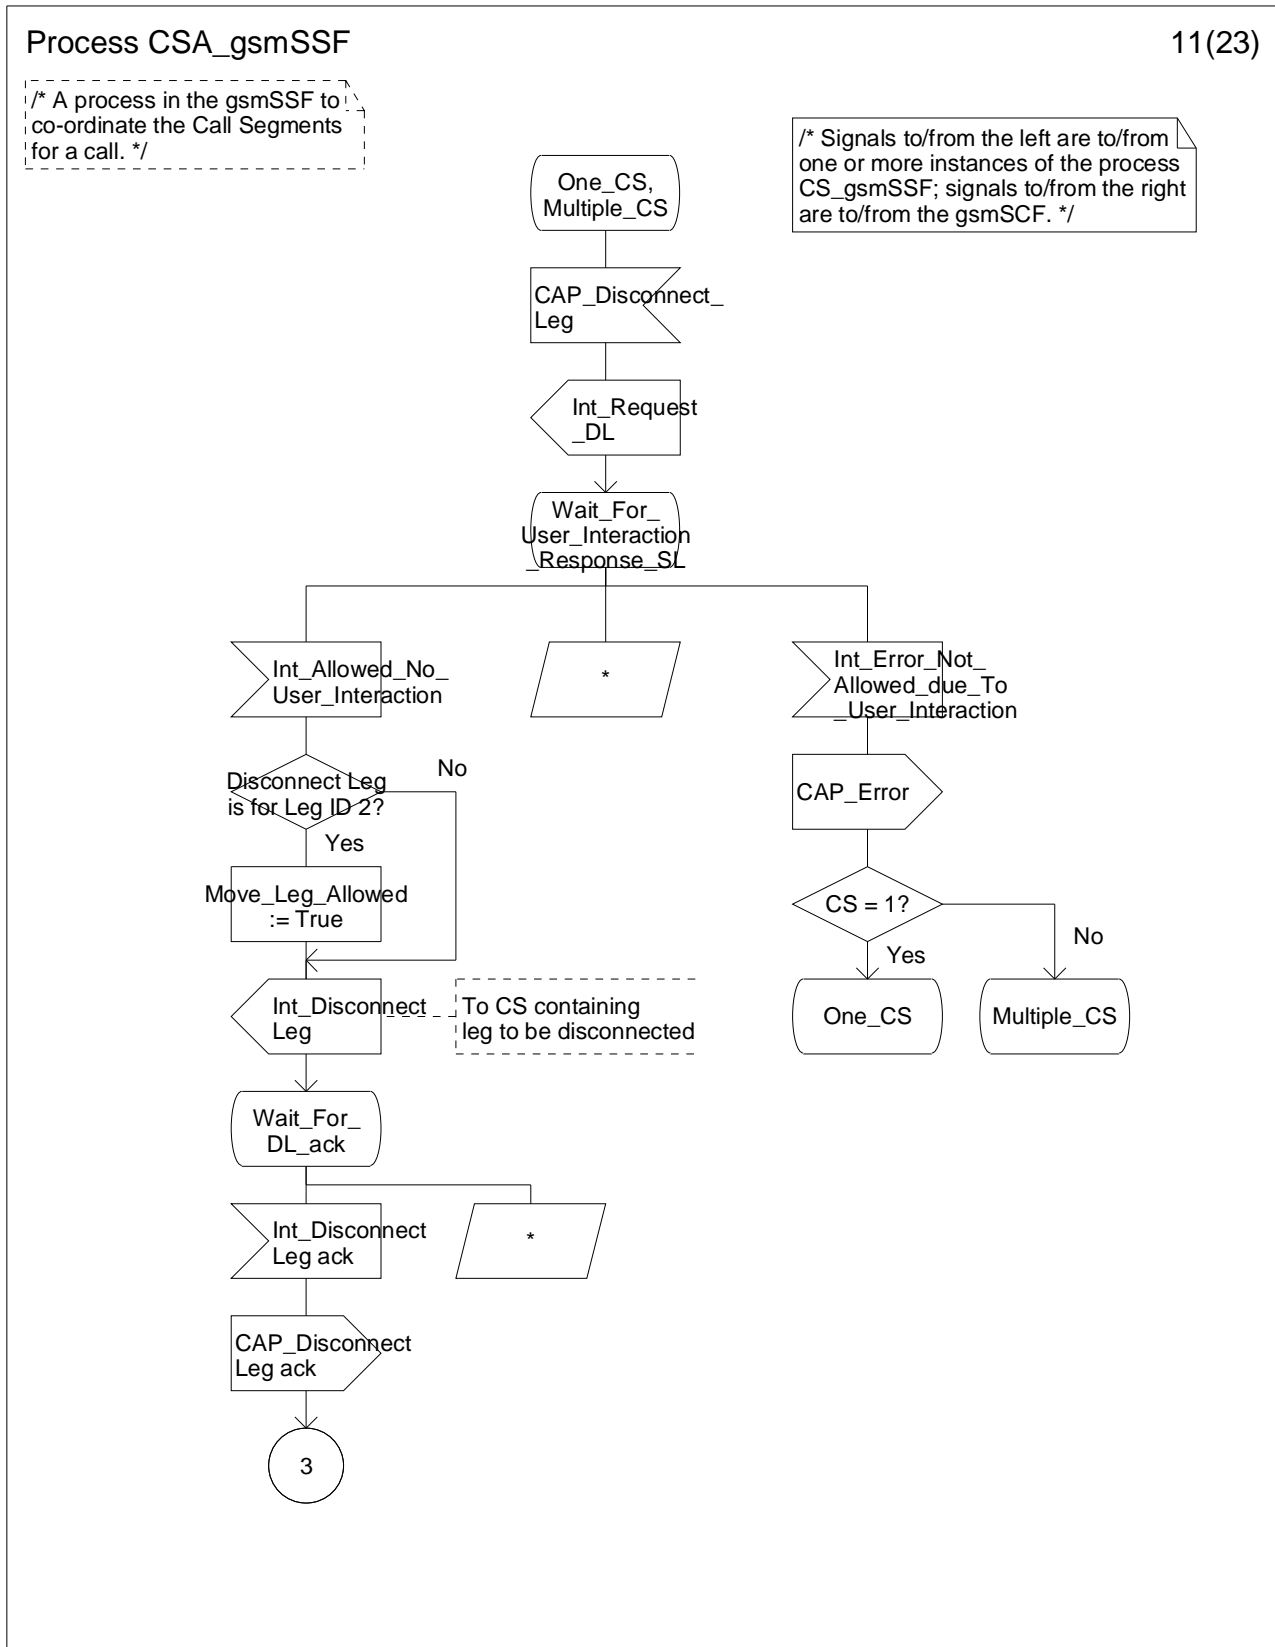 Process CSA_gsmSSF
11(23)
/* A process in the gsmSSF to
co-ordinate the Call Segments
for a call. */
/* Signals to/from the left are to/from
one or more instances of the process
CS_gsmSSF; signals to/from the right
are to/from the gsmSCF. */
One_CS,
Multiple_CS
CAP_Disconnect_
Leg
Int_Request
_DL
Wait_For_
User_Interaction
_Response_SL
Int_Allowed_No_
User_Interaction
*
Int_Error_Not_
Allowed_due_To
_User_Interaction
Disconnect Leg
is for Leg ID 2?
No
Yes
CAP_Error
Move_Leg_Allowed
:= True
CS = 1?
Yes
No
Int_Disconnect
Leg
To CS containing
leg to be disconnected
One_CS
Multiple_CS
Wait_For_
DL_ack
Int_Disconnect
Leg ack
*
CAP_Disconnect
Leg ack
3